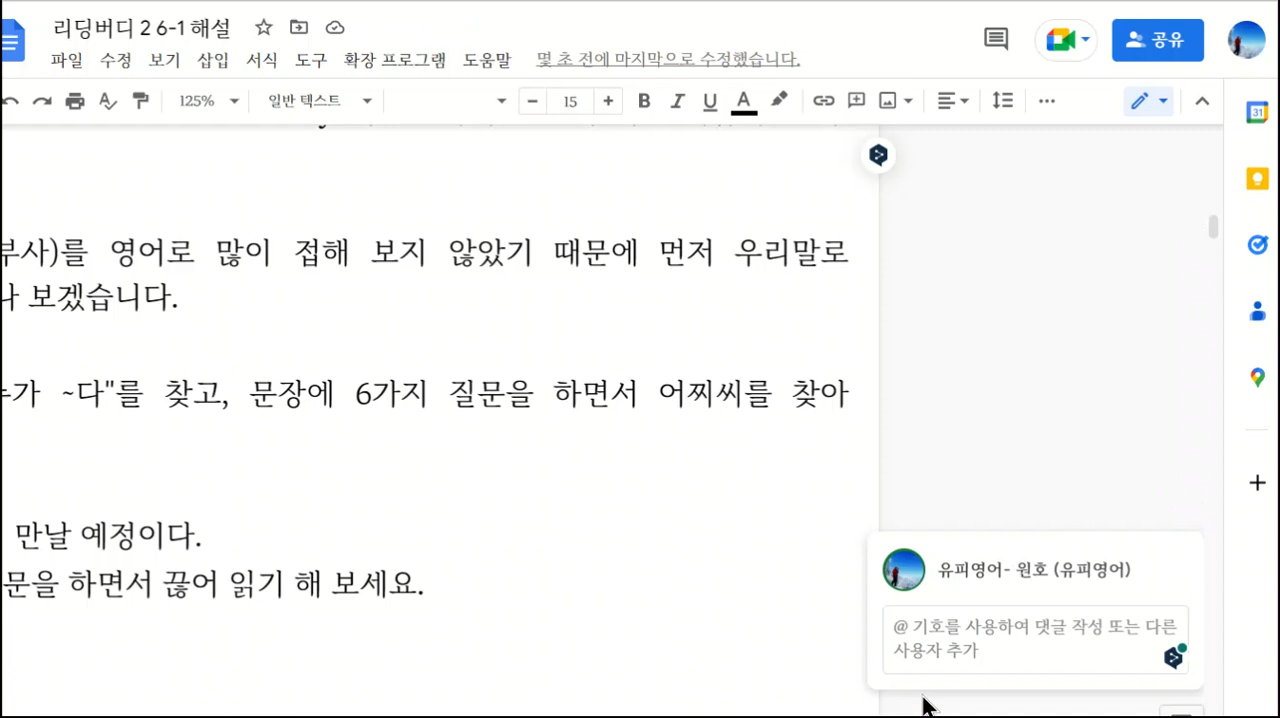 리딩버디 2 6-1 해설
파일 수정 보기 삽입 서식 도구 확장 프로그램 도움말 몇 초 전에 마지막으로 수정했습니다.
공유
125% 일반 텍스트 15 B I U A
31
부사)를 영어로 많이 접해 보지 않았기 때문에 먼저 우리말로
보겠습니다.
~다"를 찾고, 문장에 6가지 질문을 하면서 어찌씨를 찾아
만날 예정이다.
문을 하면서 끊어 읽기 해 보세요.
유피영어- 원호 (유피영어)
@ 기호를 사용하여 댓글 작성 또는 다른
사용자 추가